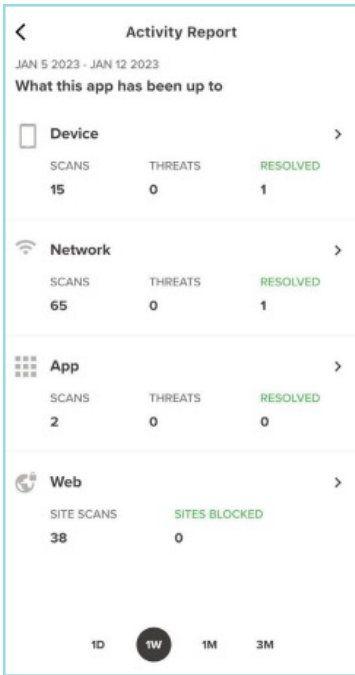 Activity Report
JAN 5 2023 - JAN 12 2023
What this app has been up to
Device
SCANS THREATS RESOLVED
15 0 1
Network
SCANS THREATS RESOLVED
65 0 1
App
SCANS THREATS RESOLVED
2 0 0
Web
SITE SCANS SITES BLOCKED
38 0
1D 1W 1M 3M